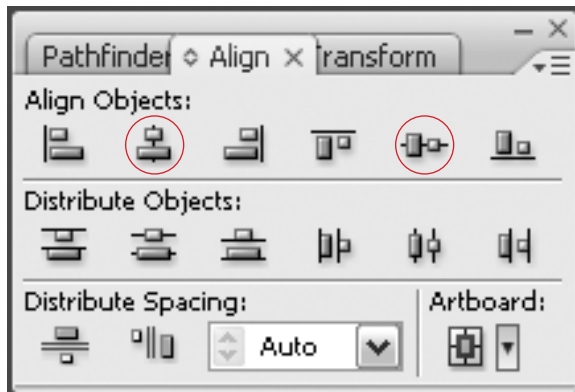 Pathfinder Align Transform
Align Objects:
Distribute Objects:
Distribute Spacing: Artboard:
Auto